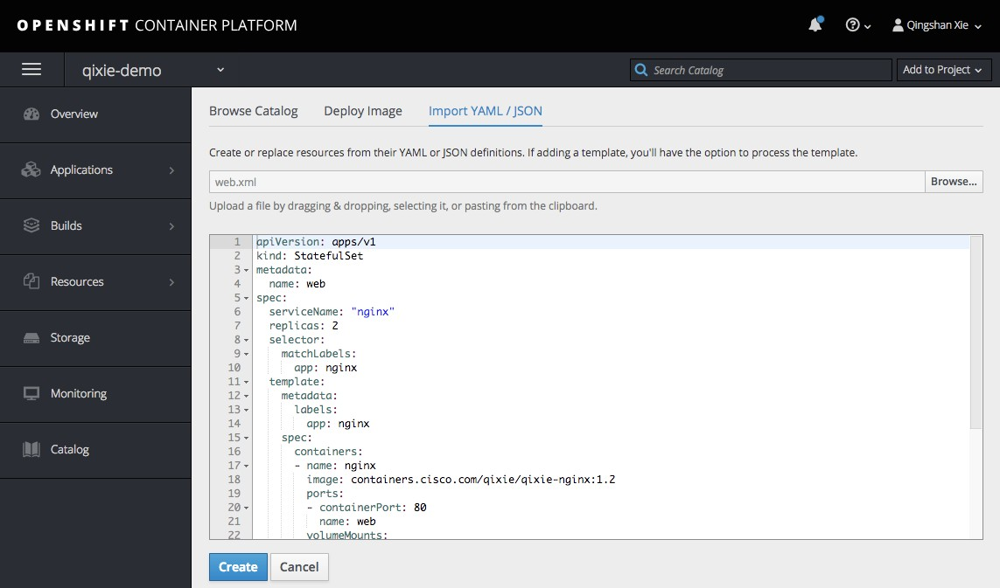 OPENSHIFT CONTAINER PLATFORM
Qingshan Xie
qixie-demo
Search Catalog
Add to Project
Overview
Applications
Builds
Resources
Storage
Monitoring
Catalog
Browse Catalog
Deploy Image
Import YAML / JSON
Create or replace resources from their YAML or JSON definitions. If adding a template, you'll have the option to process the template.
web.xml
Browse...
Upload a file by dragging & dropping, selecting it, or pasting from the clipboard.
1 apiVersion: apps/v1
2 kind: StatefulSet
3 metadata:
4   name: web
5 spec:
6   serviceName: "nginx"
7   replicas: 2
8   selector:
9     matchLabels:
10       app: nginx
11   template:
12     metadata:
13       labels:
14         app: nginx
15     spec:
16       containers:
17       - name: nginx
18         image: containers.cisco.com/qixie/qixie-nginx:1.2
19         ports:
20         - containerPort: 80
21           name: web
22         volumeMounts:
Create
Cancel